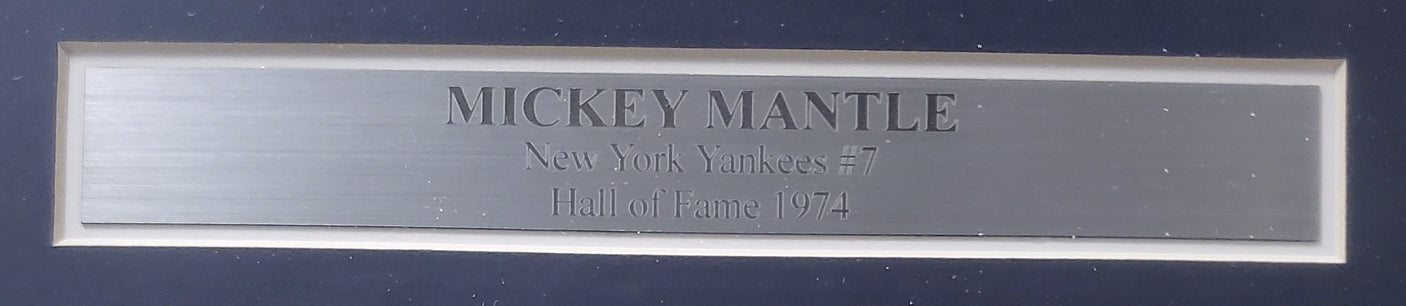 MICKEY MANTLE
New York Yankees #7
Hall of Fame 1974